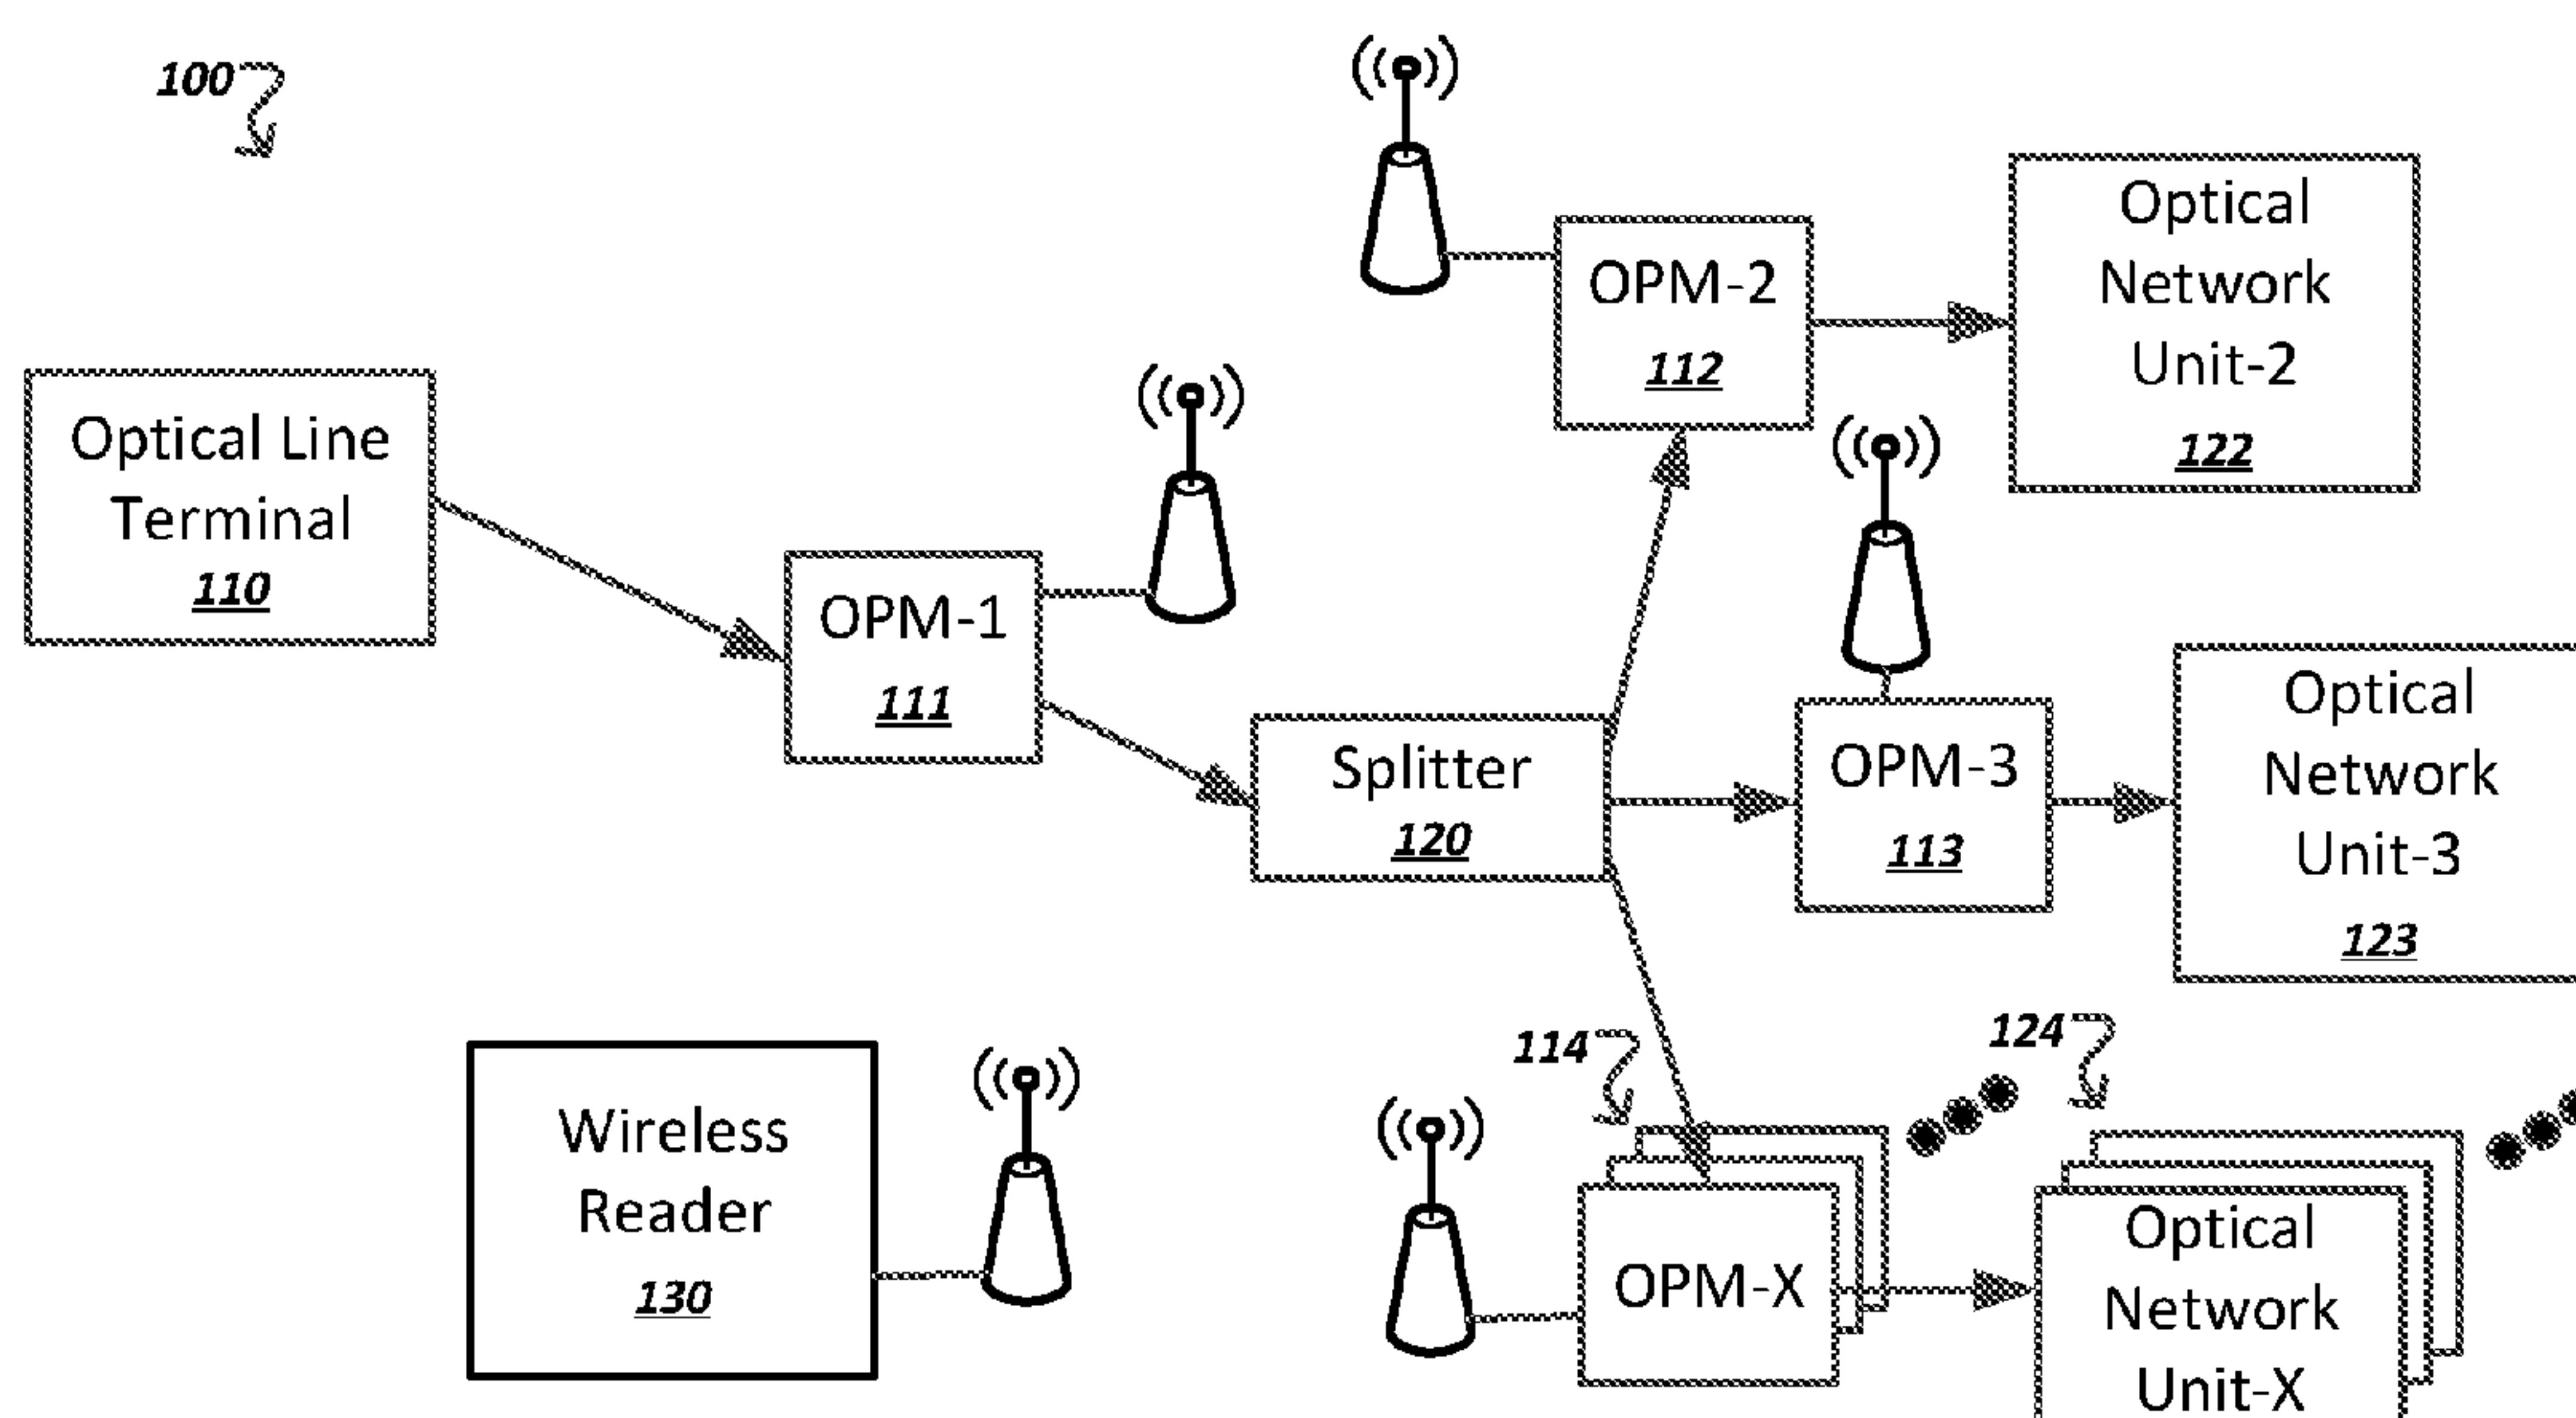 100
Optical Line
Terminal
110
OPM-1
111
Splitter
120
OPM-2
112
Optical
Network
Unit-2
122
OPM-3
113
Optical
Network
Unit-3
123
Wireless
Reader
130
114
OPM-X
124
Optical
Network
Unit-X